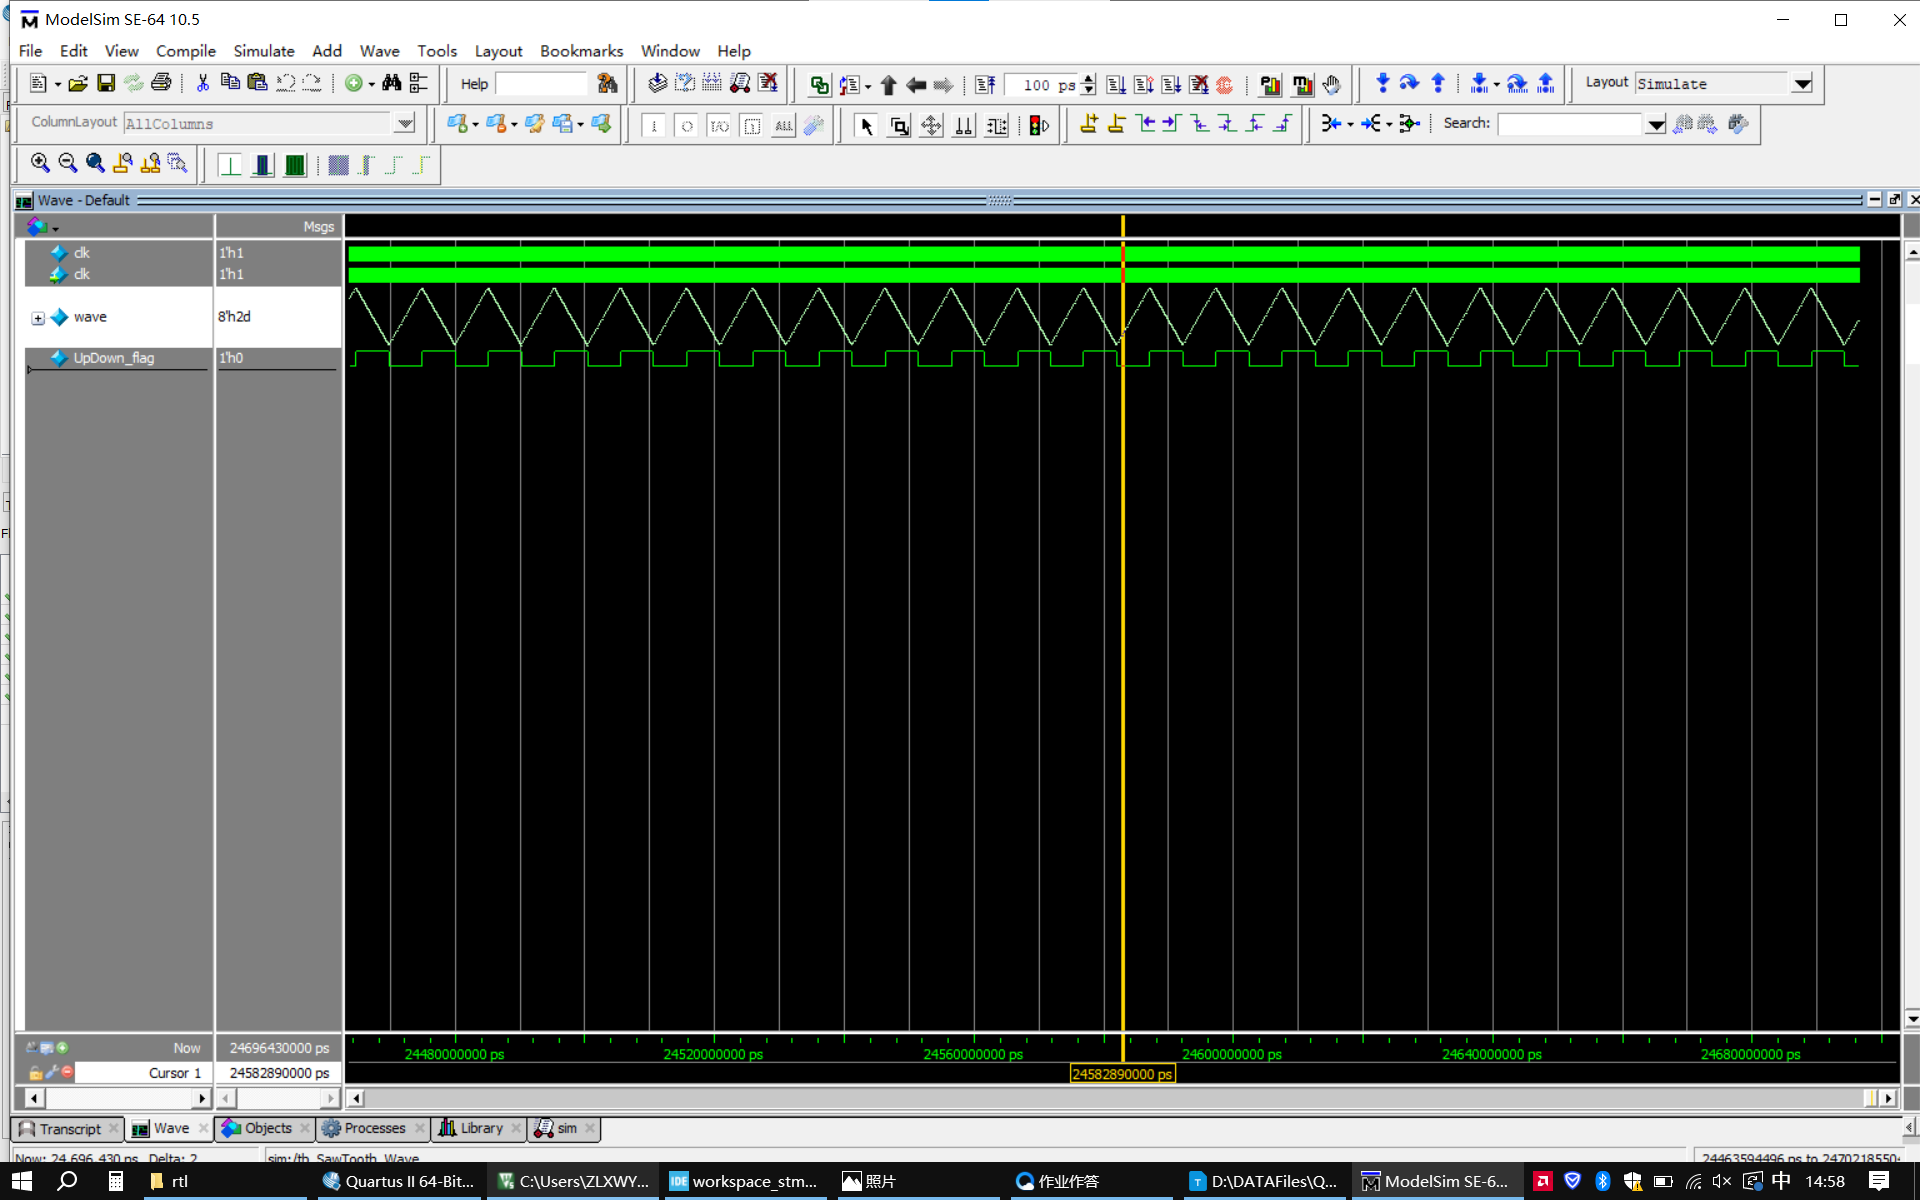 ModelSim SE-64 10.5
File Edit View Compile Simulate Add Wave Tools Layout Bookmarks Window Help
Help 100 ps Layout Simulate
ColumnLayout AllColumns Search:
Wave - Default
Msgs
clk 1'h1
clk 1'h1
wave 8'h2d
UpDown_flag 1'h0
Now 24696430000 ps 24480000000 ps 24520000000 ps 24560000000 ps 24600000000 ps 24640000000 ps 24680000000 ps
Cursor 1 24582890000 ps 24582890000 ps
Transcript Wave Objects Processes Library sim
Now: 24,696,430 ns Delta: 2 sim:/tb_SawTooth_Wave 24463594496 ps to 2470218550
rtl Quartus II 64-Bit... C:\Users\ZLXWY... IDE workspace_stm... 照片 作业作答 T D:\DATAFiles\Q... ModelSim SE-6... 中 14:58